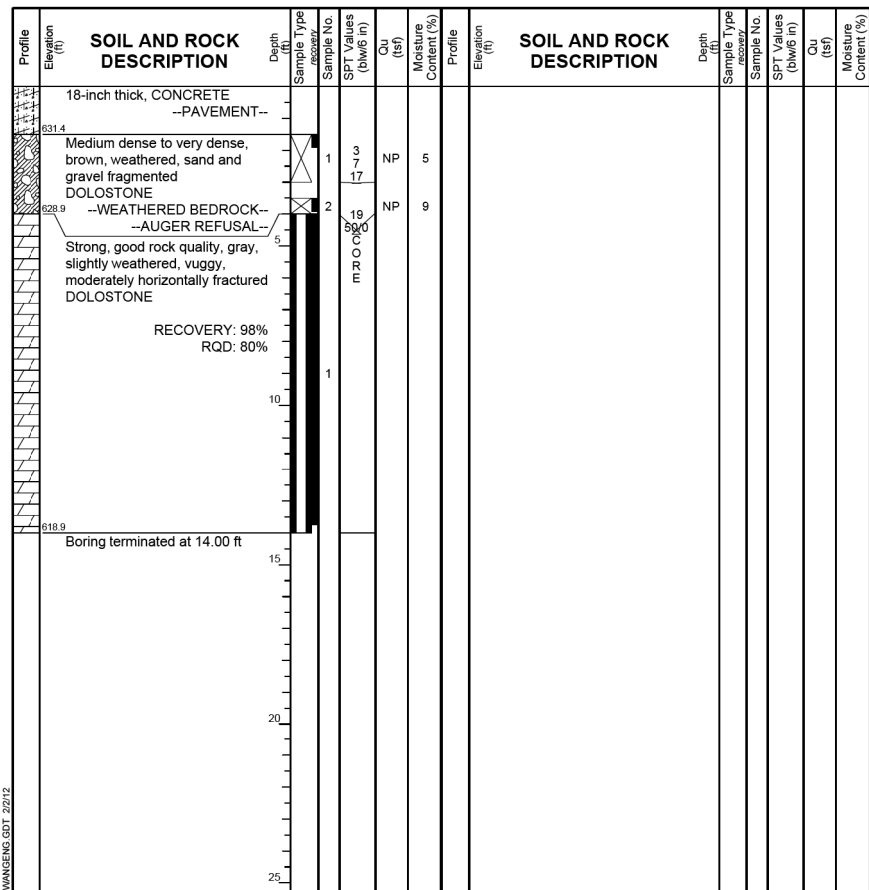 Profile
Elevation
(ft)
SOIL AND ROCK
DESCRIPTION
Depth
(ft)
Sample Type
recovery
Sample No.
SPT Values
(blw/6 in)
Qu
(tsf)
Moisture
Content (%)
Profile
Elevation
(ft)
SOIL AND ROCK
DESCRIPTION
Depth
(ft)
Sample Type
recovery
Sample No.
SPT Values
(blw/6 in)
Qu
(tsf)
Moisture
Content (%)
18-inch thick, CONCRETE
--PAVEMENT--
631.4
Medium dense to very dense,
brown, weathered, sand and
gravel fragmented
DOLOSTONE
1
3
7
17
NP
5
628.9
--WEATHERED BEDROCK--
2
19
50/0
NP
9
--AUGER REFUSAL--
5
Strong, good rock quality, gray,
slightly weathered, vuggy,
moderately horizontally fractured
DOLOSTONE
C
O
R
E
RECOVERY: 98%
RQD: 80%
1
10
618.9
Boring terminated at 14.00 ft
15
20
25
WANGENG.GDT 2/2/12